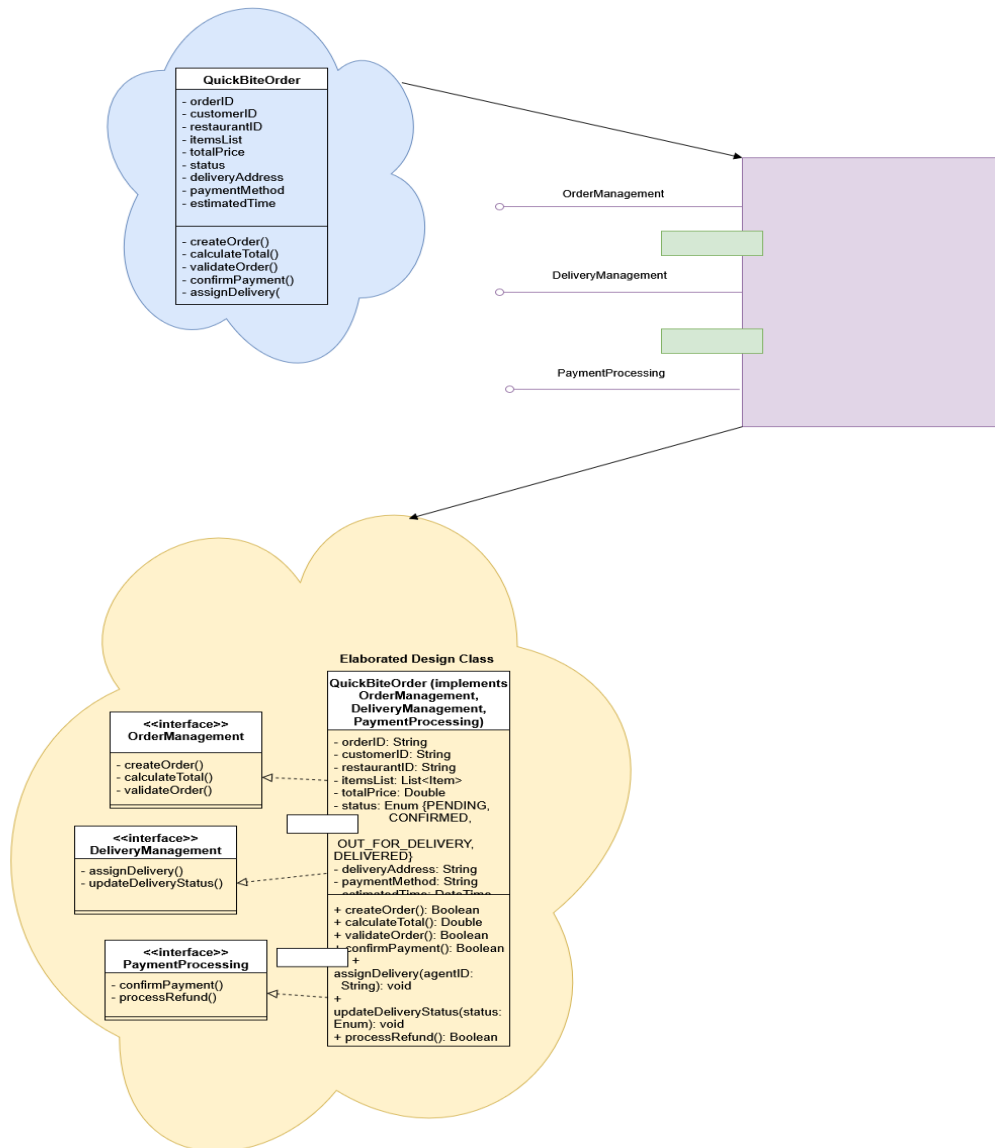 QuickBiteOrder
- orderID
- customerID
- restaurantID
- itemsList
- totalPrice
- status
- deliveryAddress
- paymentMethod
- estimatedTime
- createOrder()
- calculateTotal()
- validateOrder()
- confirmPayment()
- assignDelivery(
OrderManagement
DeliveryManagement
PaymentProcessing
Elaborated Design Class
<<interface>>
OrderManagement
- createOrder()
- calculateTotal()
- validateOrder()
<<interface>>
DeliveryManagement
- assignDelivery()
- updateDeliveryStatus()
<<interface>>
PaymentProcessing
- confirmPayment()
- processRefund()
QuickBiteOrder (implements
OrderManagement,
DeliveryManagement,
PaymentProcessing)
- orderID: String
- customerID: String
- restaurantID: String
- itemsList: List<Item>
- totalPrice: Double
- status: Enum {PENDING,
CONFIRMED,
OUT_FOR_DELIVERY,
DELIVERED}
- deliveryAddress: String
- paymentMethod: String
- estimatedTime: DateTime
+ createOrder(): Boolean
+ calculateTotal(): Double
+ validateOrder(): Boolean
+ confirmPayment(): Boolean
+
assignDelivery(agentID:
String): void
+
updateDeliveryStatus(status:
Enum): void
+ processRefund(): Boolean